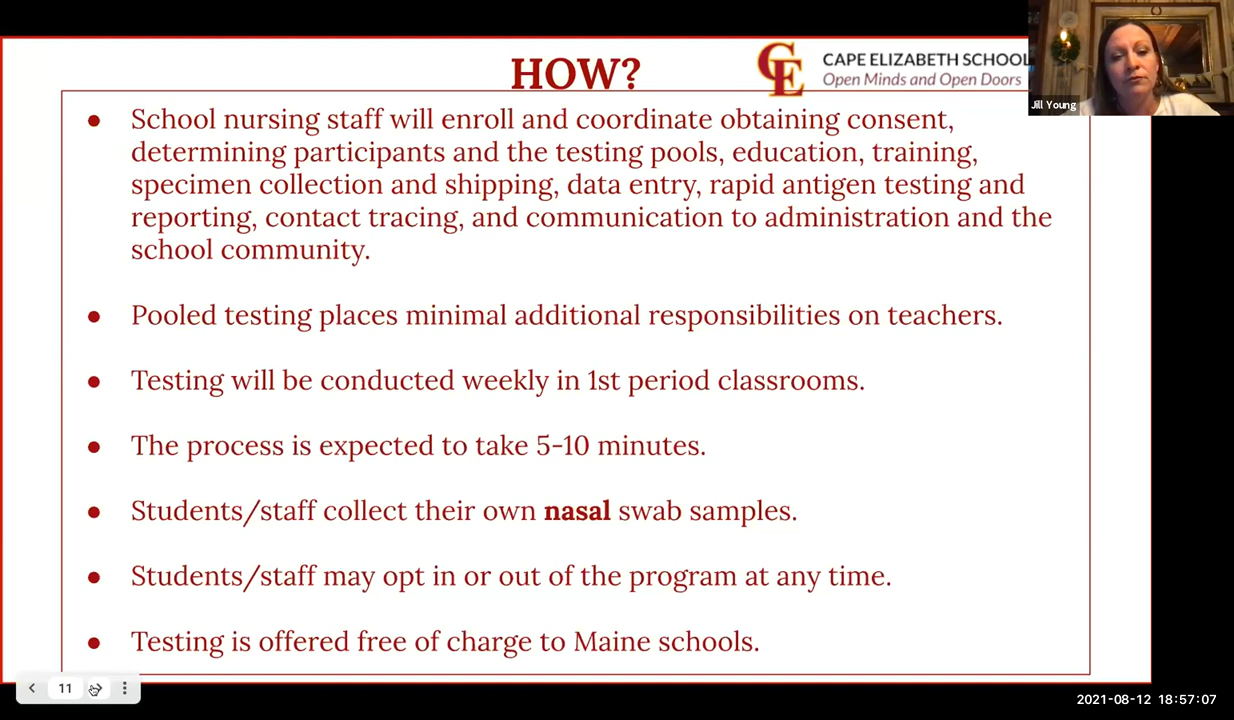 HOW?
CE
CAPE ELIZABETH SCHOOL
Open Minds and Open Doors
Jill Young
● School nursing staff will enroll and coordinate obtaining consent,
determining participants and the testing pools, education, training,
specimen collection and shipping, data entry, rapid antigen testing and
reporting, contact tracing, and communication to administration and the
school community.
● Pooled testing places minimal additional responsibilities on teachers.
● Testing will be conducted weekly in 1st period classrooms.
● The process is expected to take 5-10 minutes.
● Students/staff collect their own nasal swab samples.
● Students/staff may opt in or out of the program at any time.
● Testing is offered free of charge to Maine schools.
11
2021-08-12 18:57:07